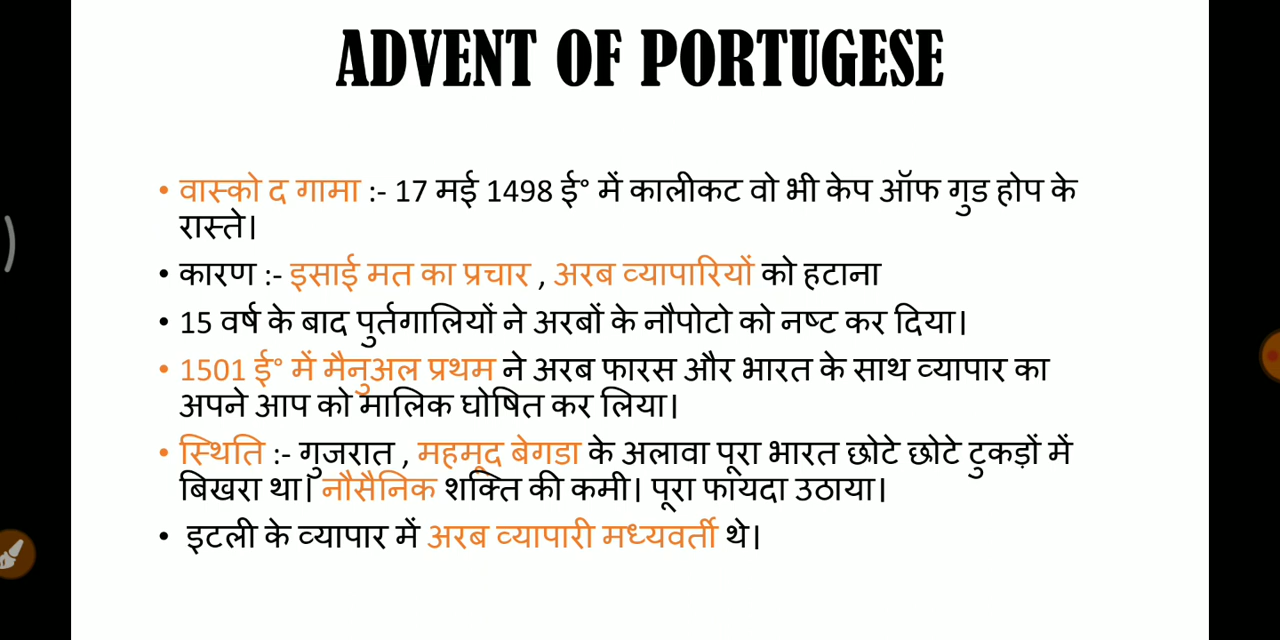 ADVENT OF PORTUGESE
• वास्को द गामा :- 17 मई 1498 ई° में कालीकट वो भी केप ऑफ गुड होप के
रास्ते।
• कारण :- इसाई मत का प्रचार , अरब व्यापारियों को हटाना
• 15 वर्ष के बाद पुर्तगालियों ने अरबों के नौपोटो को नष्ट कर दिया।
• 1501 ई° में मैनुअल प्रथम ने अरब फारस और भारत के साथ व्यापार का
अपने आप को मालिक घोषित कर लिया।
• स्थिति :- गुजरात , महमूद बेगडा के अलावा पूरा भारत छोटे छोटे टुकड़ों में
बिखरा था। नौसैनिक शक्ति की कमी। पूरा फायदा उठाया।
• इटली के व्यापार में अरब व्यापारी मध्यवर्ती थे।